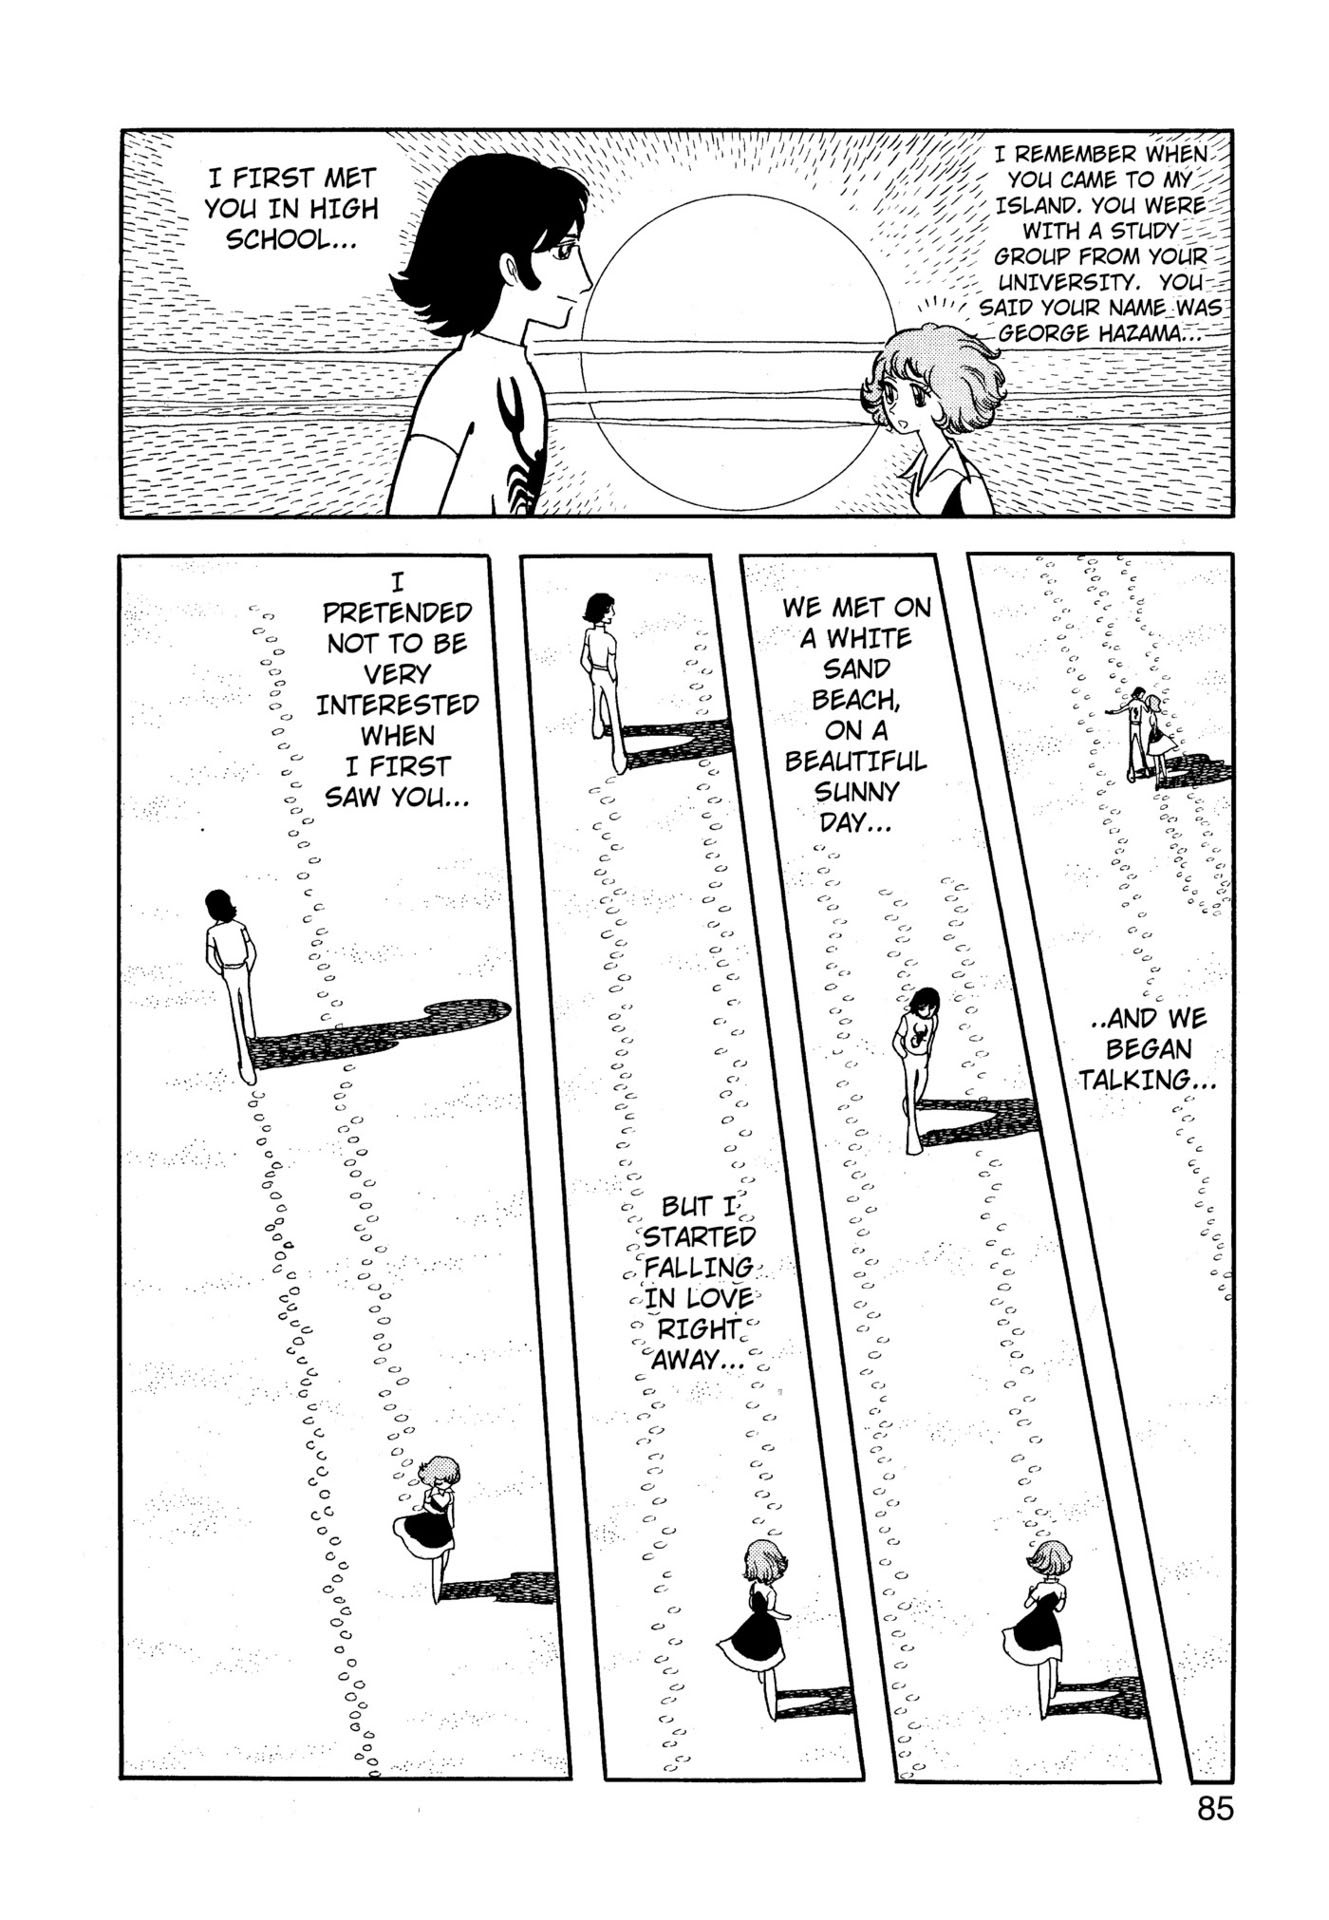 I FIRST MET
YOU IN HIGH
SCHOOL...
I REMEMBER WHEN
YOU CAME TO MY
ISLAND. YOU WERE
WITH A STUDY
GROUP FROM YOUR
UNIVERSITY. YOU
SAID YOUR NAME WAS
GEORGE HAZAMA...
I
PRETENDED
NOT TO BE
VERY
INTERESTED
WHEN
I FIRST
SAW YOU...
BUT I
STARTED
FALLING
IN LOVE
RIGHT
AWAY...
WE MET ON
A WHITE
SAND
BEACH,
ON A
BEAUTIFUL
SUNNY
DAY...
..AND WE
BEGAN
TALKING...
85